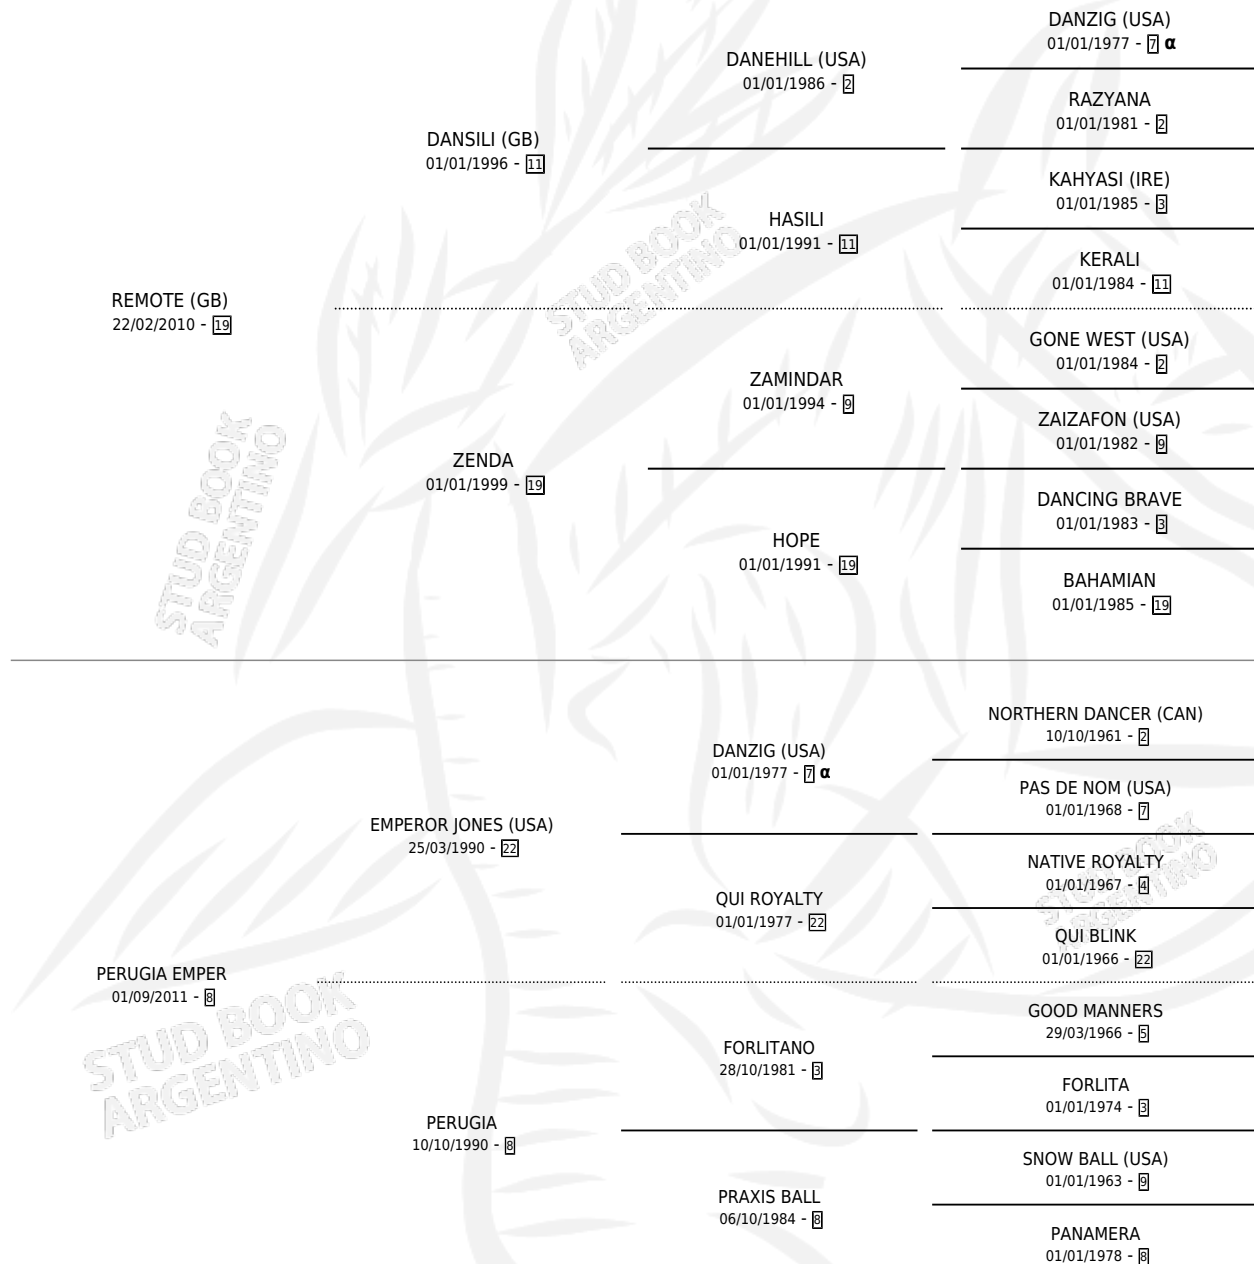 DANZIG (USA)
01/01/1977 - 7 α
DANEHILL (USA)
01/01/1986 - 2
RAZYANA
01/01/1981 - 2
DANSILI (GB)
01/01/1996 - 11
KAHYASI (IRE)
01/01/1985 - 3
HASILI
01/01/1991 - 11
KERALI
01/01/1984 - 11
REMOTE (GB)
22/02/2010 - 19
GONE WEST (USA)
01/01/1984 - 2
ZAMINDAR
01/01/1994 - 9
ZAIZAFON (USA)
01/01/1982 - 9
ZENDA
01/01/1999 - 19
DANCING BRAVE
01/01/1983 - 3
HOPE
01/01/1991 - 19
BAHAMIAN
01/01/1985 - 19
STUD BOOK
ARGENTINO
STUD BOOK
ARGENTINO
NORTHERN DANCER (CAN)
10/10/1961 - 2
DANZIG (USA)
01/01/1977 - 7 α
PAS DE NOM (USA)
01/01/1968 - 7
EMPEROR JONES (USA)
25/03/1990 - 22
NATIVE ROYALTY
01/01/1967 - 4
QUI ROYALTY
01/01/1977 - 22
QUI BLINK
01/01/1966 - 22
PERUGIA EMPER
01/09/2011 - 8
GOOD MANNERS
29/03/1966 - 5
FORLITANO
28/10/1981 - 3
FORLITA
01/01/1974 - 3
PERUGIA
10/10/1990 - 8
SNOW BALL (USA)
01/01/1963 - 9
PRAXIS BALL
06/10/1984 - 8
PANAMERA
01/01/1978 - 8
STUD BOOK
ARGENTINO
STUD BOOK
ARGENTINO